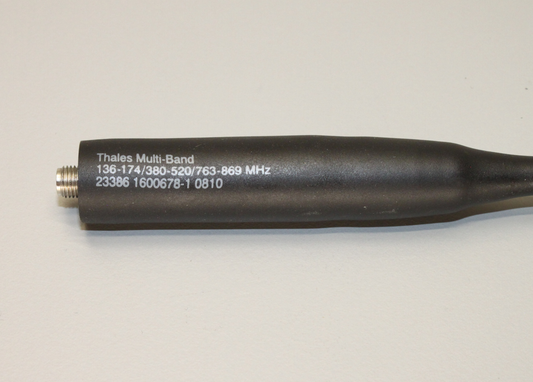 Thales Multi-Band
136-174/380-520/763-869 MHz
23386 1600678-1 0810